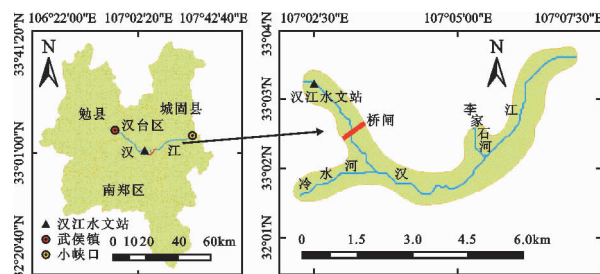 106°22'00"E 107°02'20"E 107°42'40"E
33°41'20"N
33°01'00"N
32°20'40"N
N
勉县
汉台区
城固县
汉 江
南郑区
汉江水文站
武侯镇
小峡口
0 10 20 40 60km
107°02'30"E 107°05'00"E 107°07'30"E
33°04'N
33°03'N
33°02'N
32°01'N
N
汉江水文站
桥闸
李家石河
江
冷水河
汉
0 1.5 3.0 4.5 6.0km